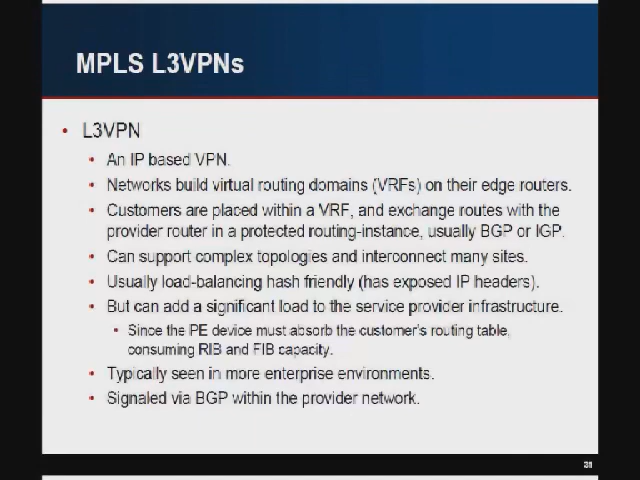 MPLS L3VPNs
• L3VPN
• An IP based VPN.
• Networks build virtual routing domains (VRFs) on their edge routers.
• Customers are placed within a VRF, and exchange routes with the
provider router in a protected routing-instance, usually BGP or IGP.
• Can support complex topologies and interconnect many sites.
• Usually load-balancing hash friendly (has exposed IP headers).
• But can add a significant load to the service provider infrastructure.
• Since the PE device must absorb the customer's routing table,
consuming RIB and FIB capacity.
• Typically seen in more enterprise environments.
• Signaled via BGP within the provider network.